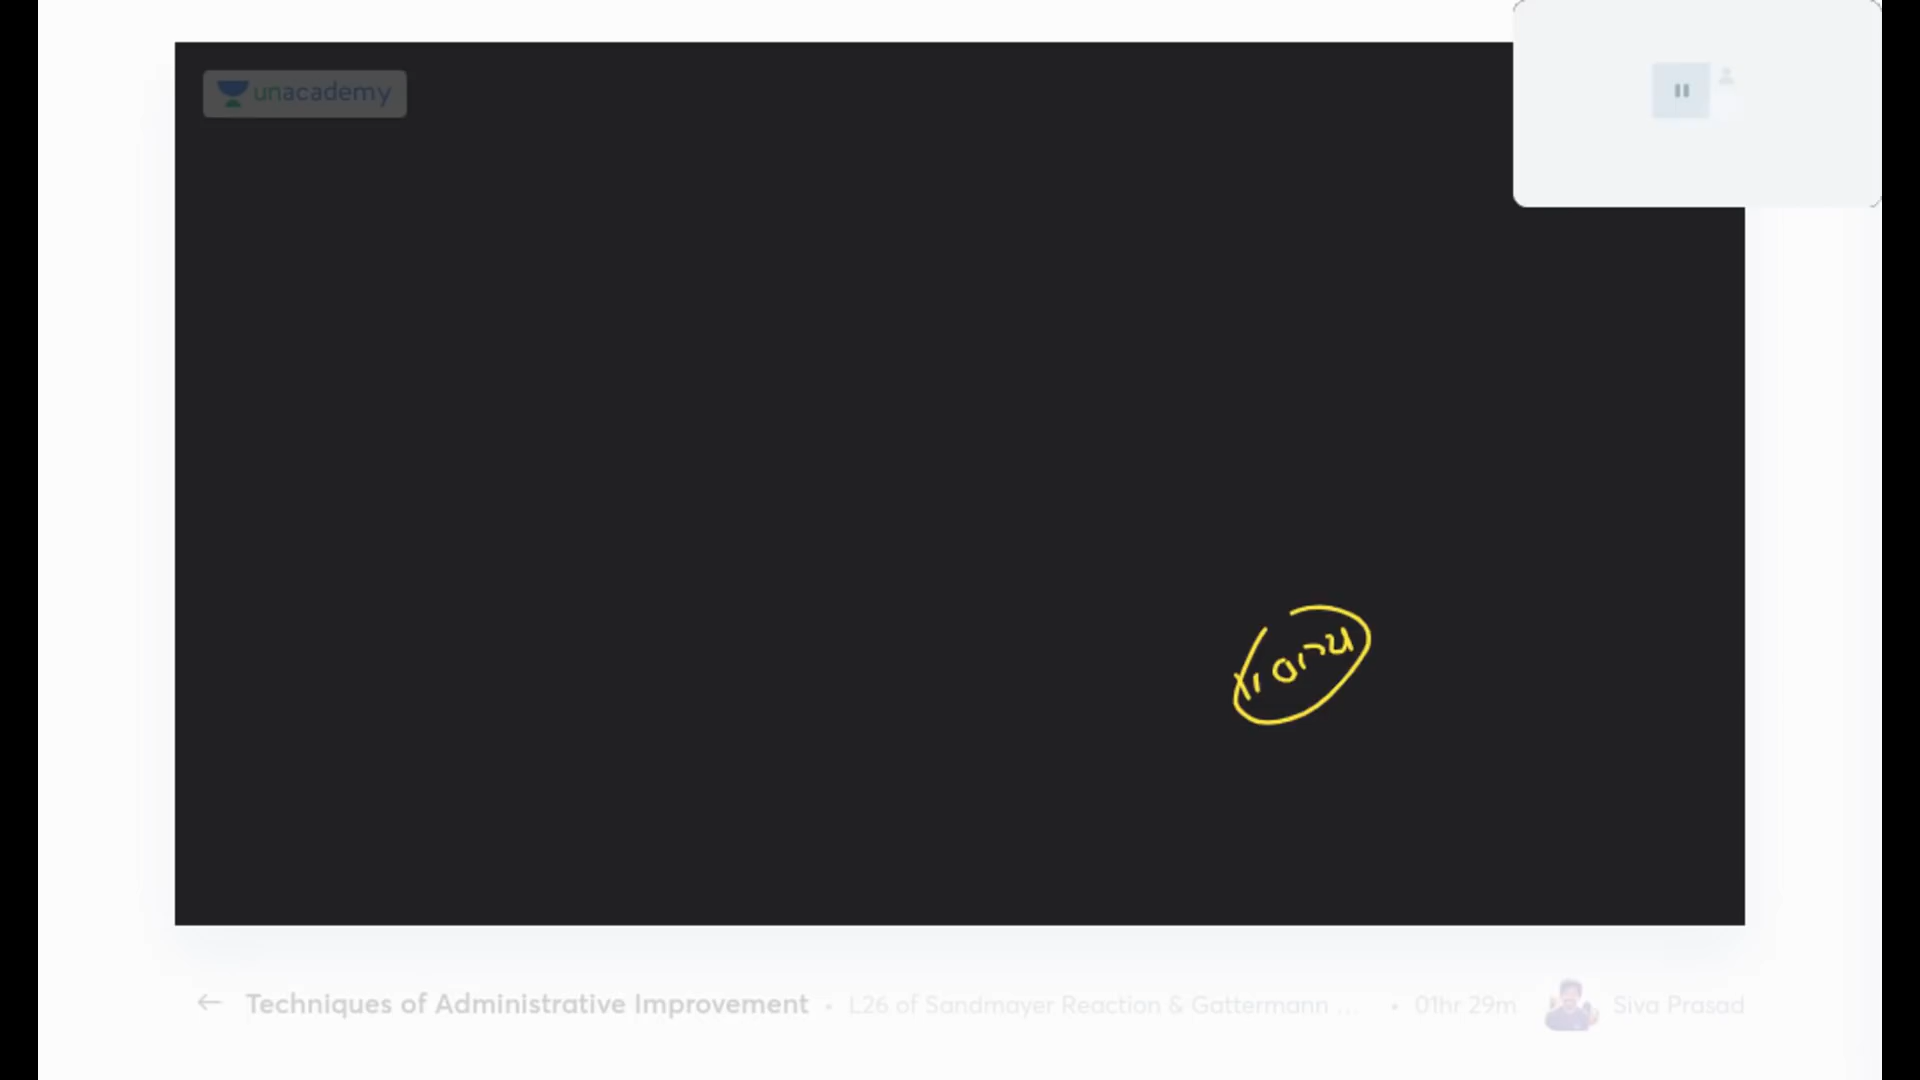 unacademy
Techniques of Administrative Improvement • L26 of Sandmayer Reaction & Gattermann ... • 01hr 29m Siva Prasad